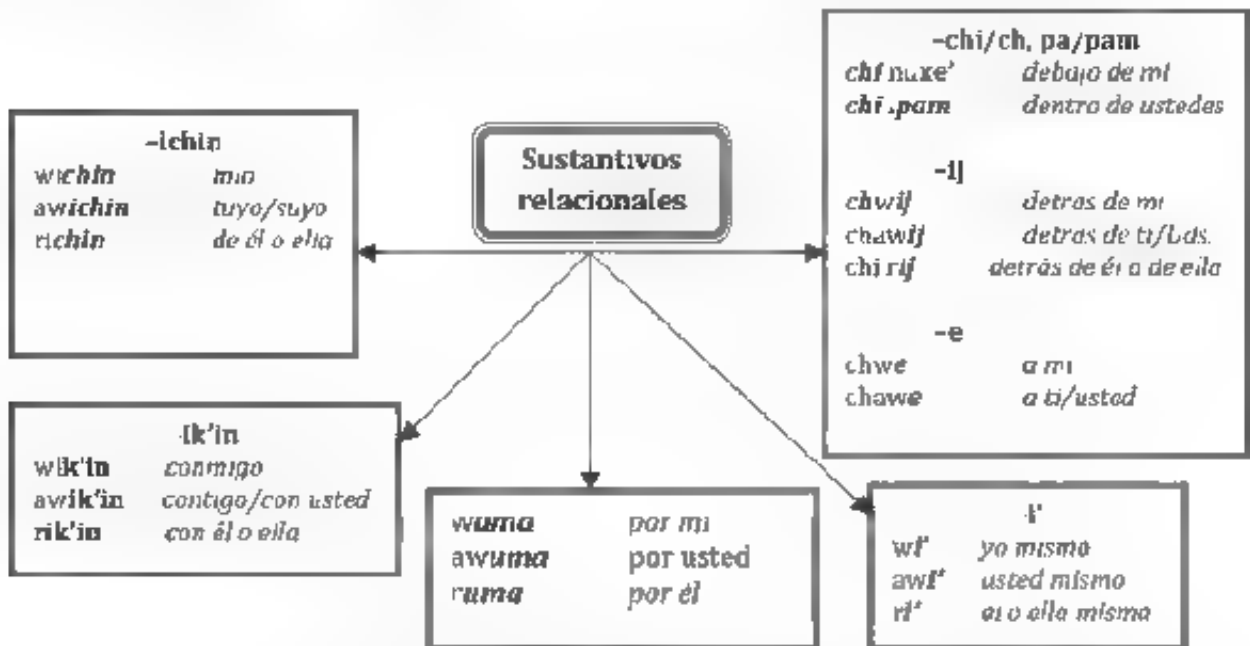 Sustantivos
relacionales
-ichin
wichin mío
awichin tuyo/suyo
richin de él o ella
-chi/ch, pa/pam
chi nuxe' debajo de mí
dentro de ustedes
-ij
chwij detrás de mí
chawij detrás de ti/Uds.
chi rij detrás de él o de ella
-e
chwe a mí
chawe a ti/usted
-ik'in
wik'in conmigo
awik'in contigo/con usted
rik'in con él o ella
wuma por mí
awuma por usted
ruma por él
-i'
wi' yo mismo
awi' usted mismo
ri' él o ella misma